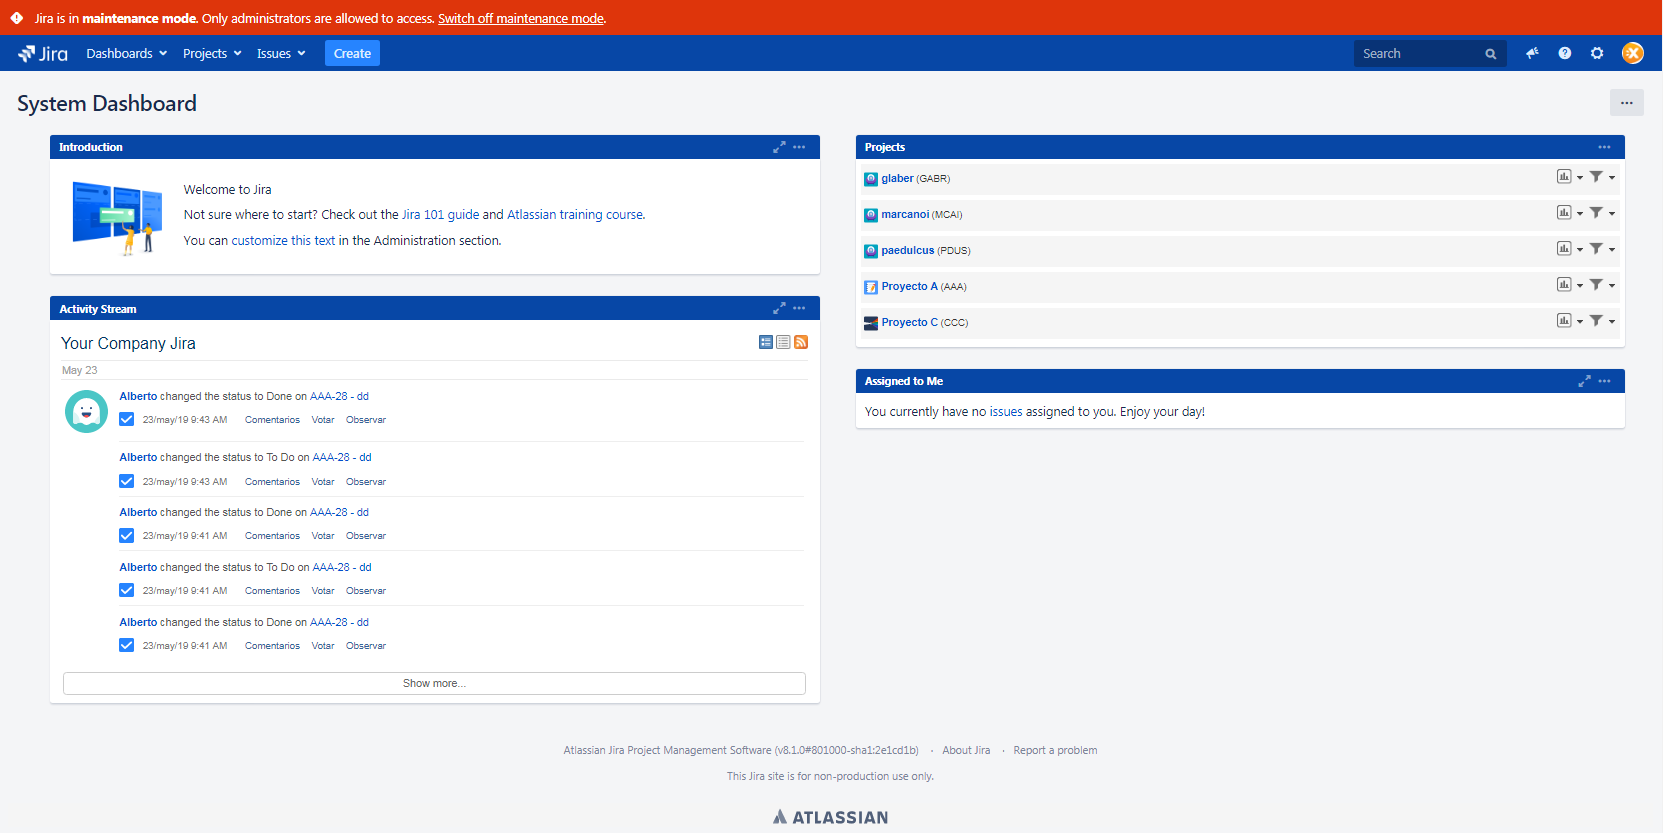 Jira is in maintenance mode. Only administrators are allowed to access. Switch off maintenance mode.
Jira Dashboards Projects Issues Create Search
System Dashboard
Introduction
Welcome to Jira
Not sure where to start? Check out the Jira 101 guide and Atlassian training course.
You can customize this text in the Administration section.
Activity Stream
Your Company Jira
May 23
Alberto changed the status to Done on AAA-28 - dd
23/may/19 9:43 AM Comentarios Votar Observar
Alberto changed the status to To Do on AAA-28 - dd
23/may/19 9:43 AM Comentarios Votar Observar
Alberto changed the status to Done on AAA-28 - dd
23/may/19 9:41 AM Comentarios Votar Observar
Alberto changed the status to To Do on AAA-28 - dd
23/may/19 9:41 AM Comentarios Votar Observar
Alberto changed the status to Done on AAA-28 - dd
23/may/19 9:41 AM Comentarios Votar Observar
Show more...
Projects
glaber (GABR)
marcanoi (MCAI)
paedulcus (PDUS)
Proyecto A (AAA)
Proyecto C (CCC)
Assigned to Me
You currently have no issues assigned to you. Enjoy your day!
Atlassian Jira Project Management Software (v8.1.0#801000-sha1:2e1cd1b) · About Jira · Report a problem
This Jira site is for non-production use only.
ATLASSIAN